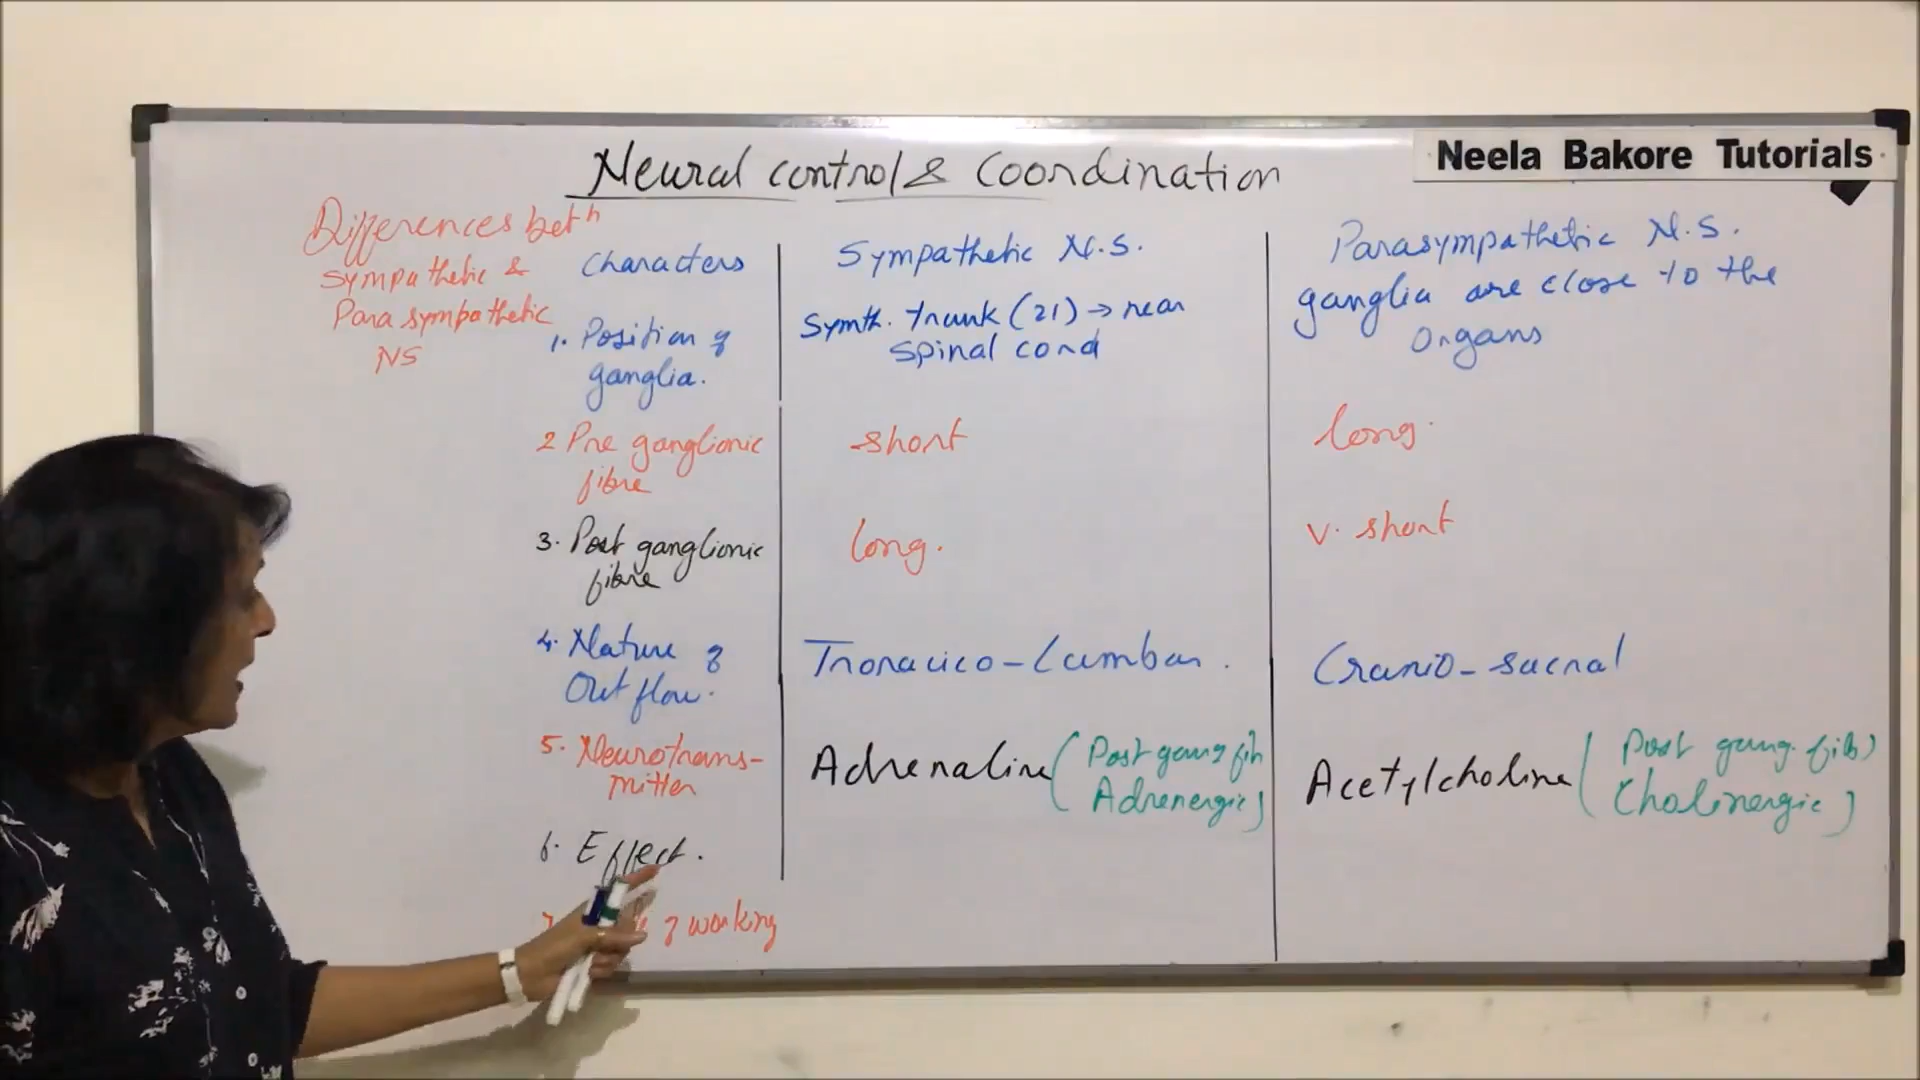 Neural control & Coordination
Neela Bakore Tutorials
Differences betn
Sympathetic &
Parasympathetic
NS
Characters
Sympathetic N.S.
Parasympathetic N.S.
1. Position of
ganglia.
Symth. trunk (21) → near
spinal cord
ganglia are close to the
organs
2 Pre ganglionic
fibre
short
long.
3. Post ganglionic
fibre
long.
v. short
4. Nature of
Out flow.
Thoracico-Lumbar.
Cranio-sacral
5. Neurotrans-
mitter
Adrenaline (Post gang fib
Adrenergic)
Acetylcholine (Post gang. fib)
Cholinergic)
6. Effect.
of working